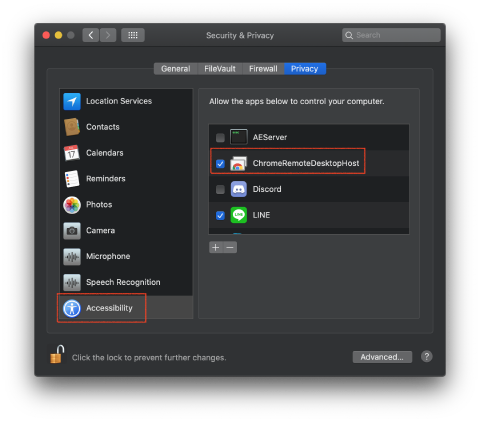 Security & Privacy
Search
General FileVault Firewall Privacy
Location Services
Contacts
Calendars
Reminders
Photos
Camera
Microphone
Speech Recognition
Accessibility
Allow the apps below to control your computer.
AEServer
ChromeRemoteDesktopHost
Discord
LINE
+ −
Click the lock to prevent further changes.
Advanced... ?